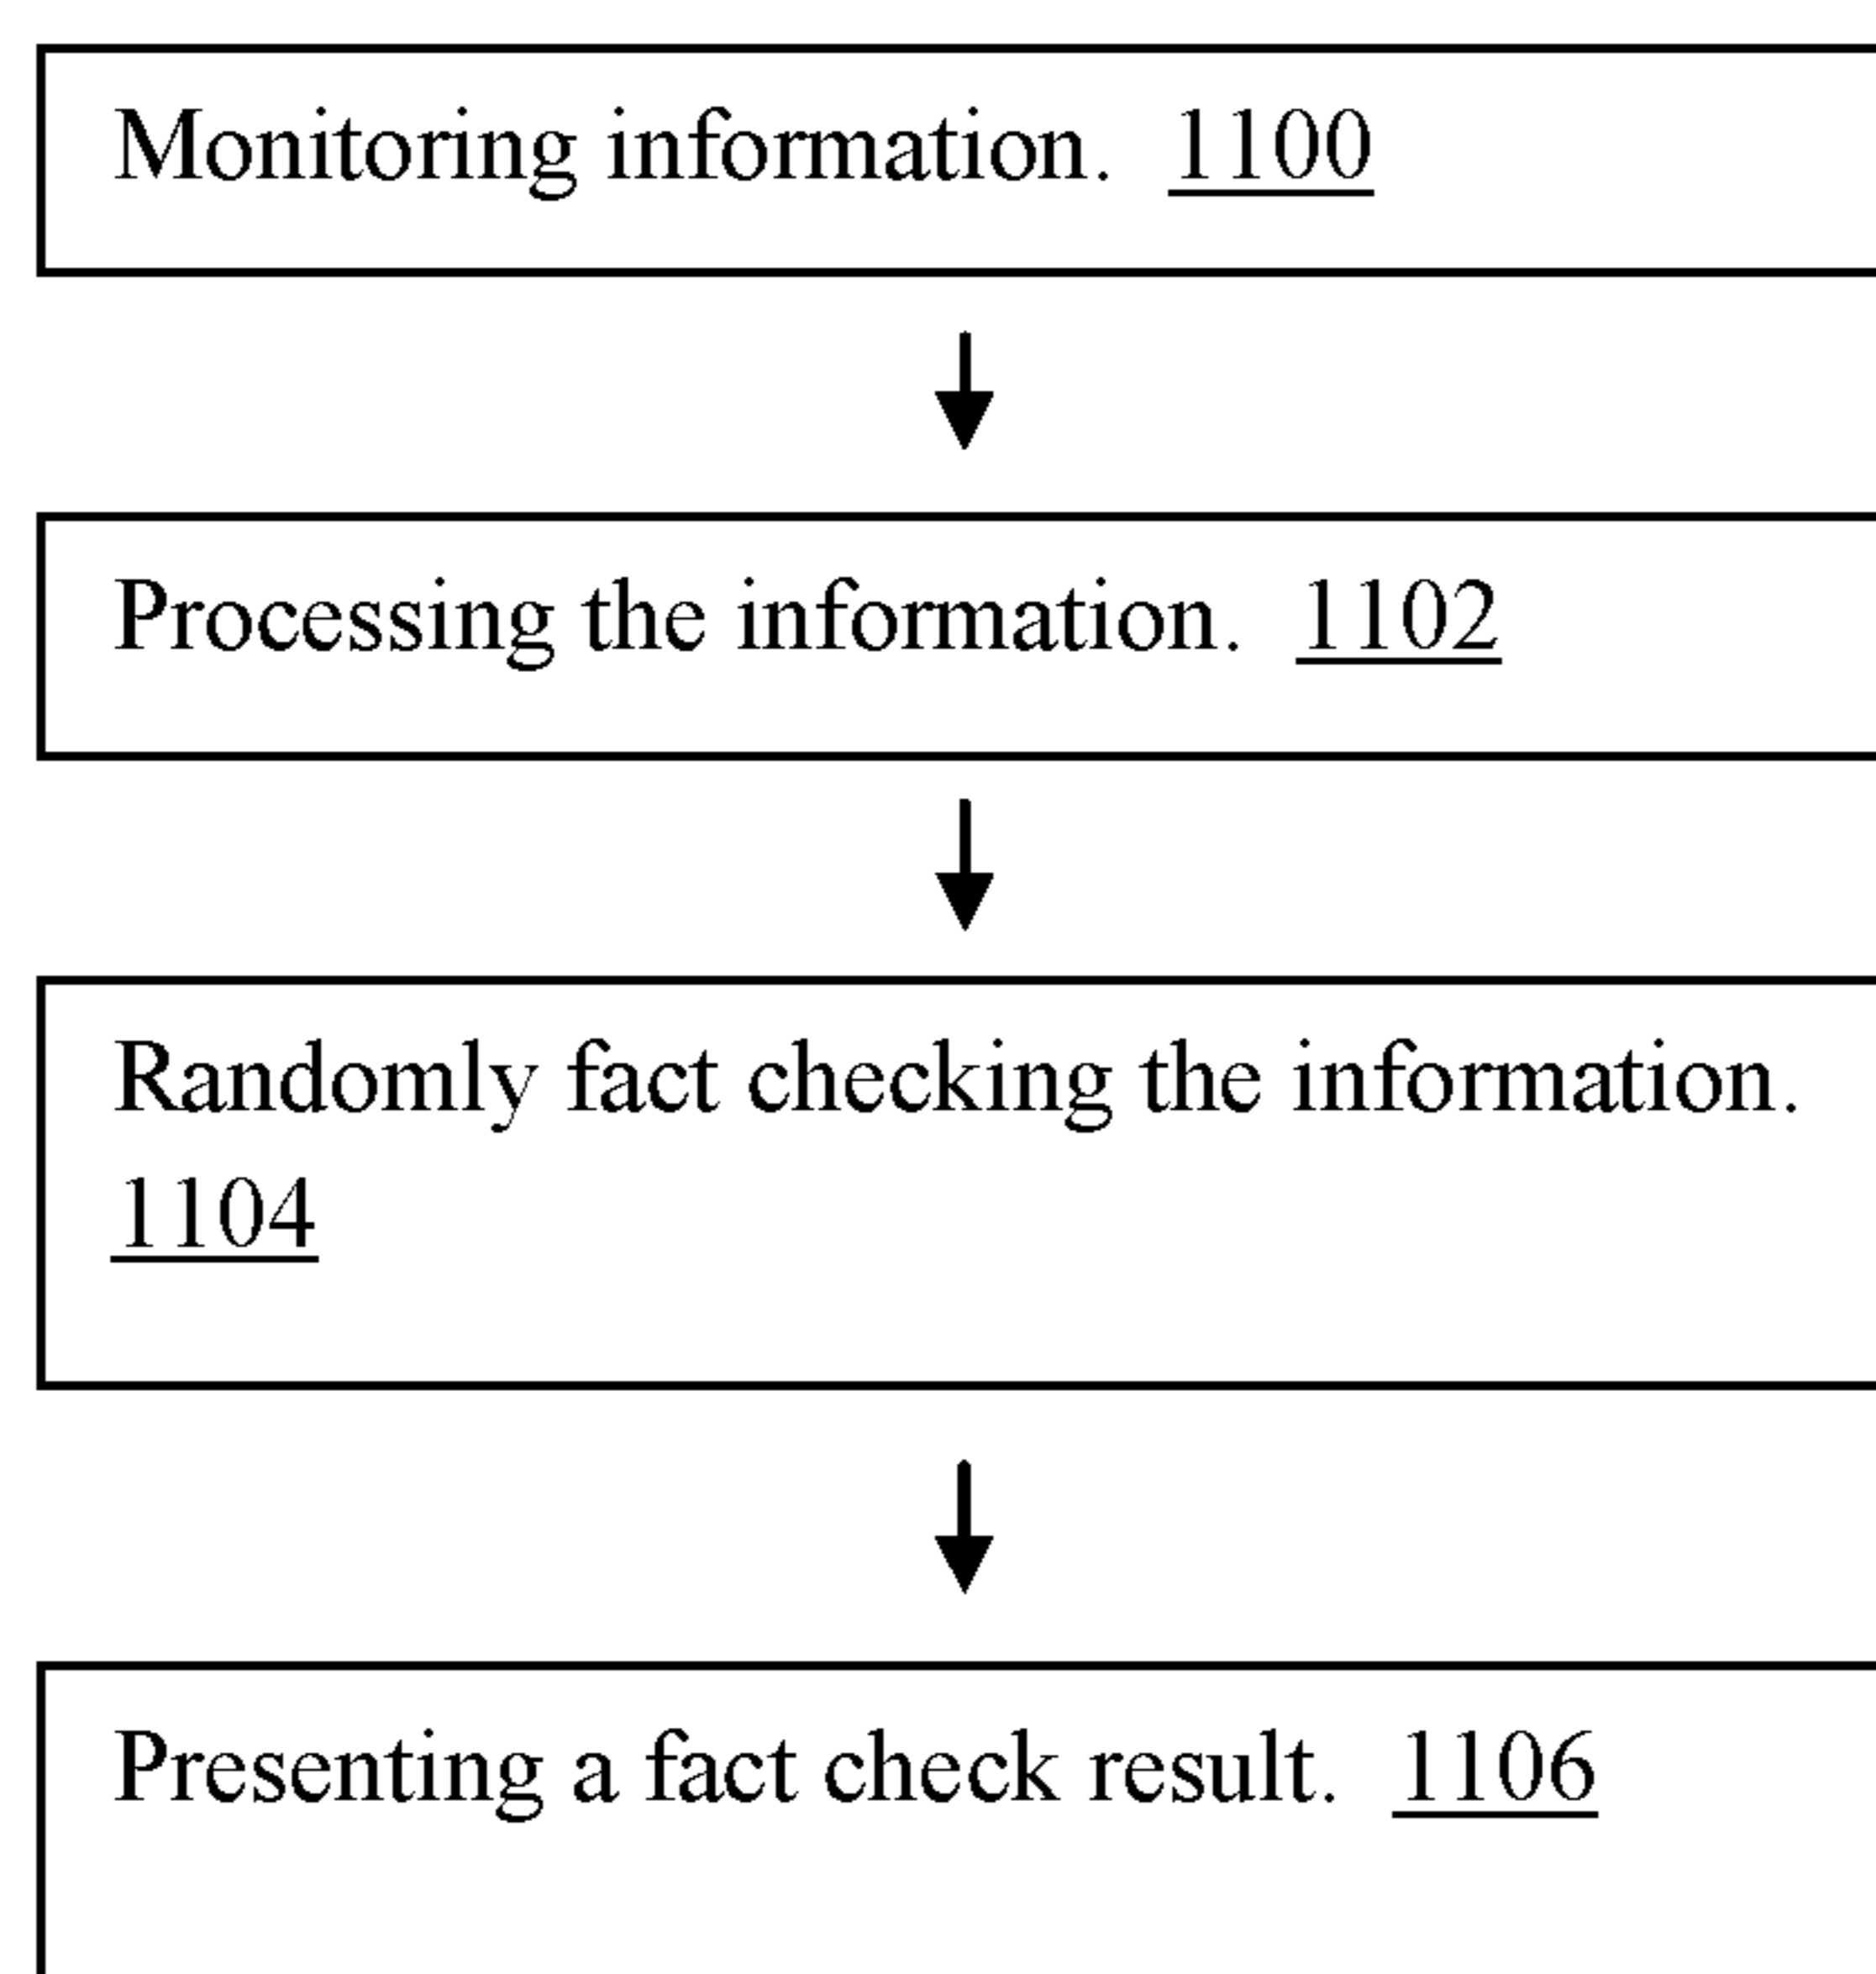 Monitoring information. 1100
Processing the information. 1102
Randomly fact checking the information.
1104
Presenting a fact check result. 1106